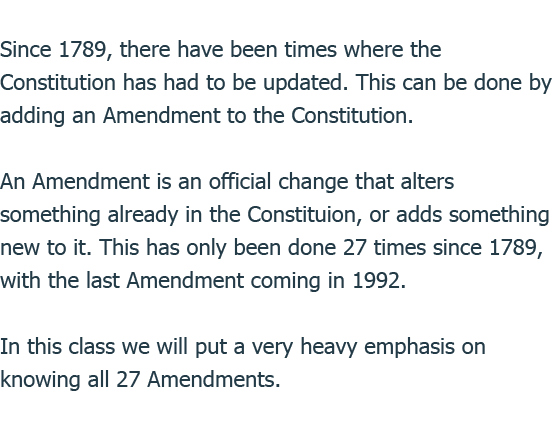 Since 1789, there have been times where the
Constitution has had to be updated. This can be done by
adding an Amendment to the Constitution.
An Amendment is an official change that alters
something already in the Constituion, or adds something
new to it. This has only been done 27 times since 1789,
with the last Amendment coming in 1992.
In this class we will put a very heavy emphasis on
knowing all 27 Amendments.